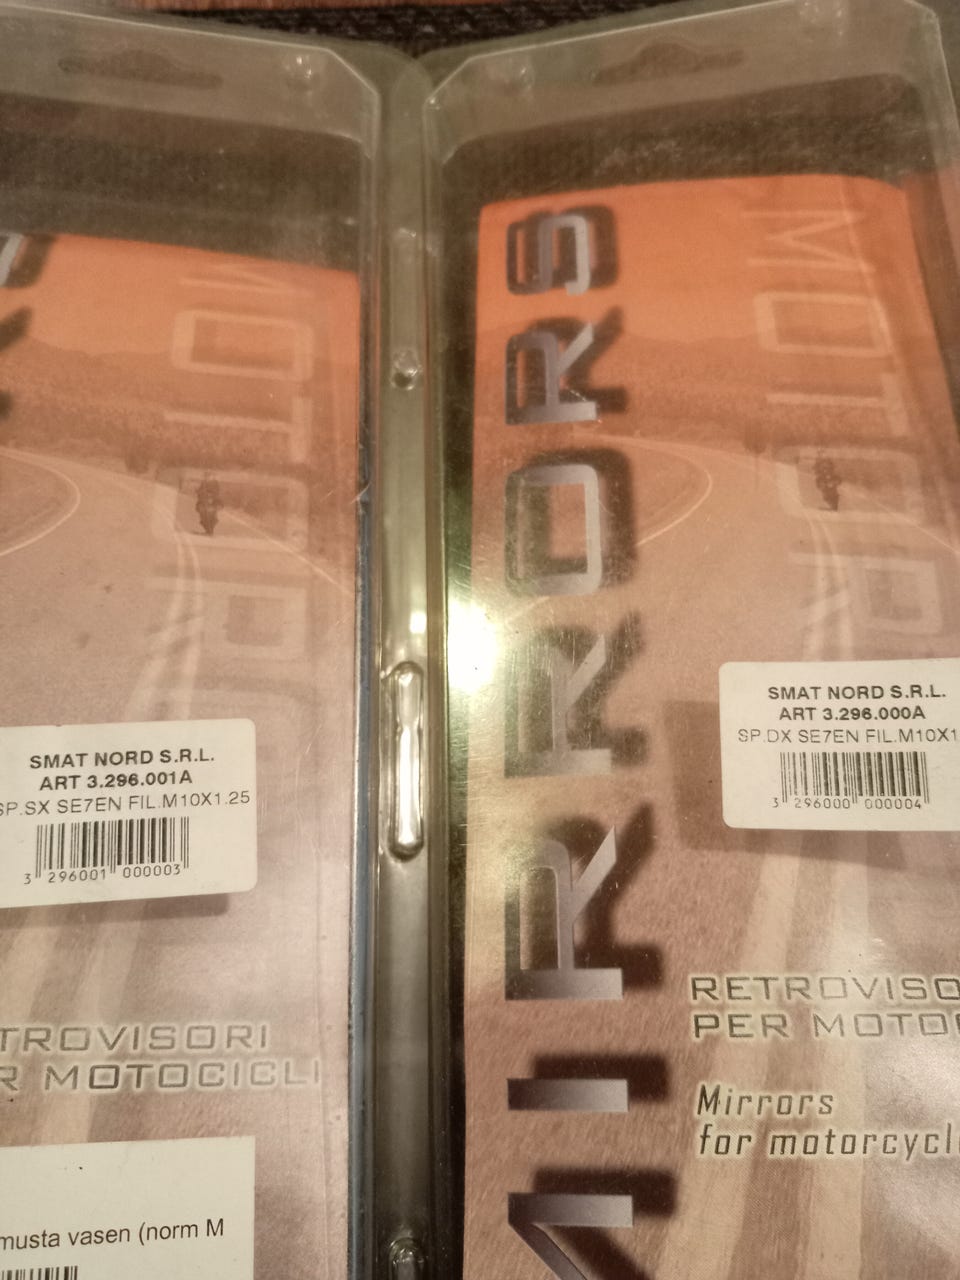 SMAT NORD S.R.L.
ART 3.296.001A
SP.SX SE7EN FIL.M10X1.25
3 296001 000003
TROVISORI
R MOTOCICLI
musta vasen (norm M
MIRRORS
MOTOCI
SMAT NORD S.R.L.
ART 3.296.000A
SP.DX SE7EN FIL.M10X1
3 296000 000004
RETROVISO
PER MOTO
Mirrors
for motorcycl